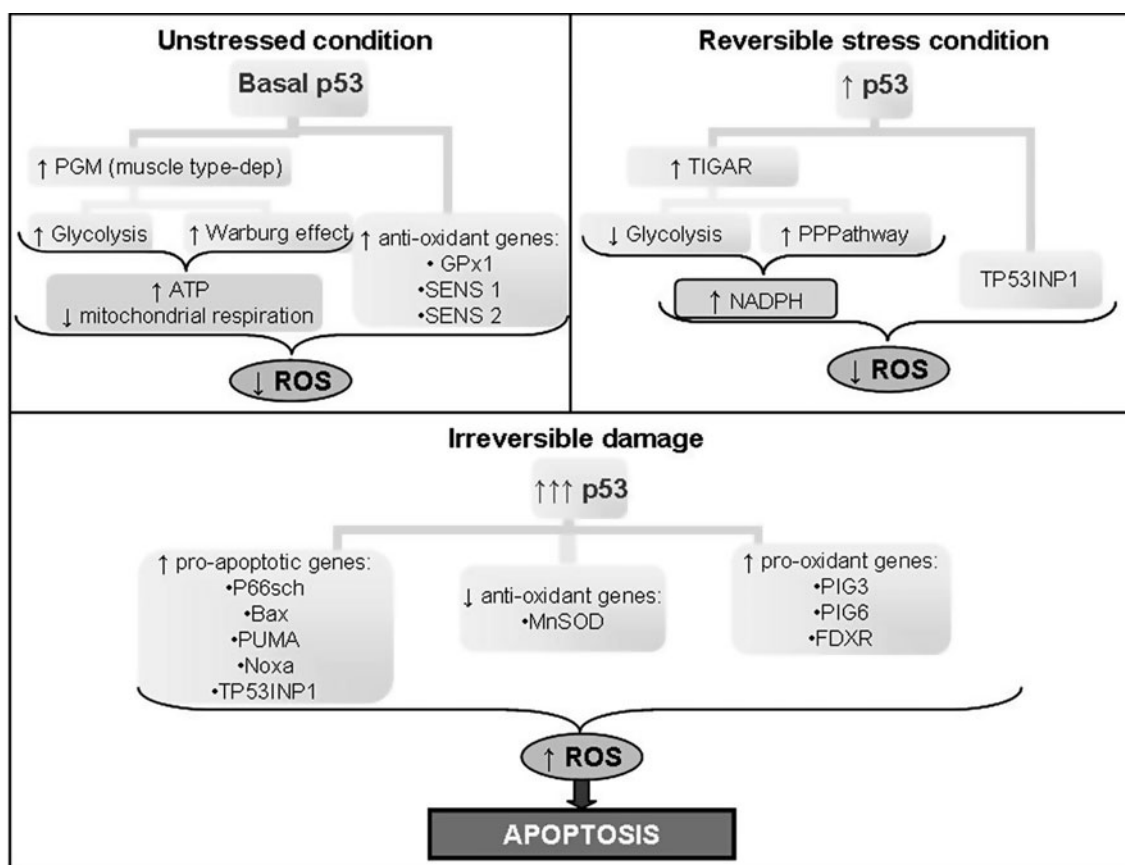 Unstressed condition
Basal p53
↑ PGM (muscle type-dep)
↑ Glycolysis
↑ Warburg effect
↑ ATP
↓ mitochondrial respiration
↑ anti-oxidant genes:
• GPx1
•SENS 1
•SENS 2
↓ ROS
Reversible stress condition
↑ p53
↑ TIGAR
↓ Glycolysis
↑ PPPathway
↑ NADPH
TP53INP1
↓ ROS
Irreversible damage
↑↑↑ p53
↑ pro-apoptotic genes:
•P66sch
•Bax
•PUMA
•Noxa
•TP53INP1
↓ anti-oxidant genes:
•MnSOD
↑ pro-oxidant genes:
•PIG3
•PIG6
•FDXR
↑ ROS
APOPTOSIS